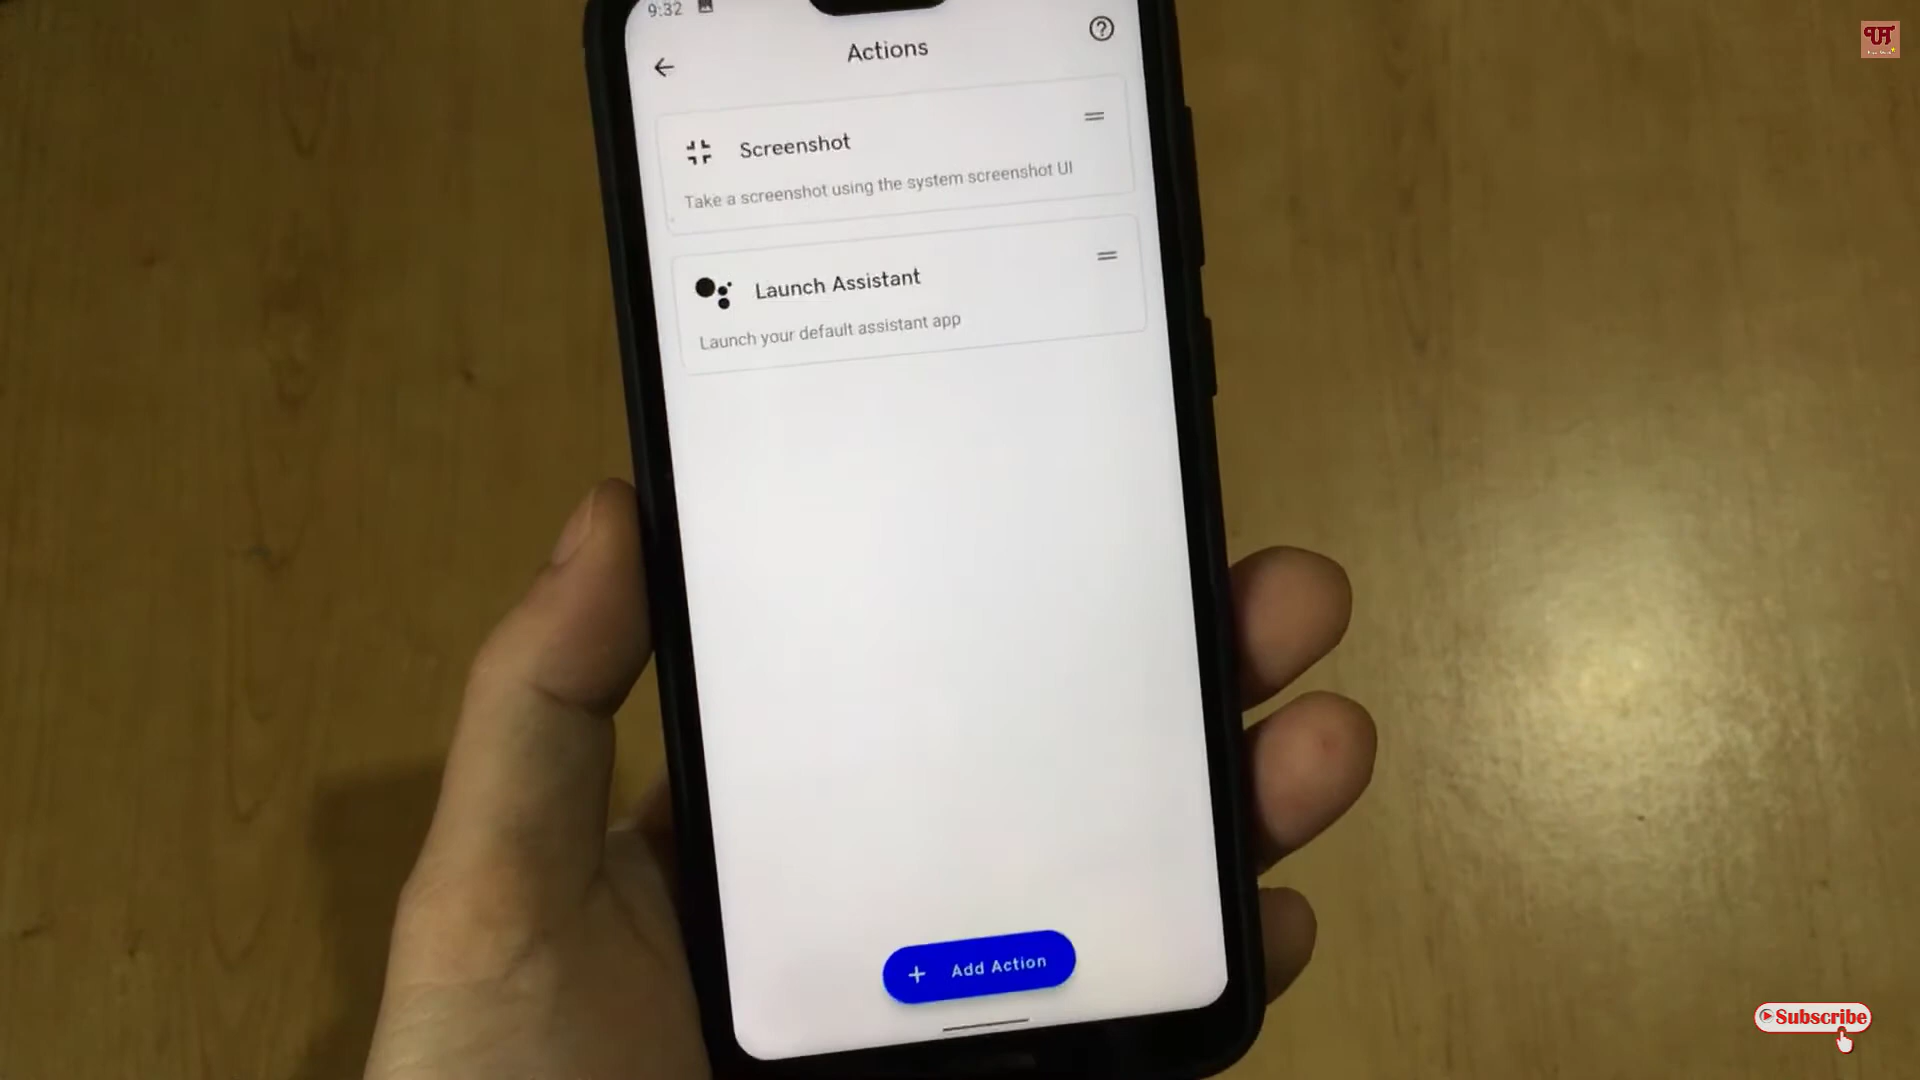 9:32
Actions
Screenshot
Take a screenshot using the system screenshot UI
Launch Assistant
Launch your default assistant app
+ Add Action
Subscribe